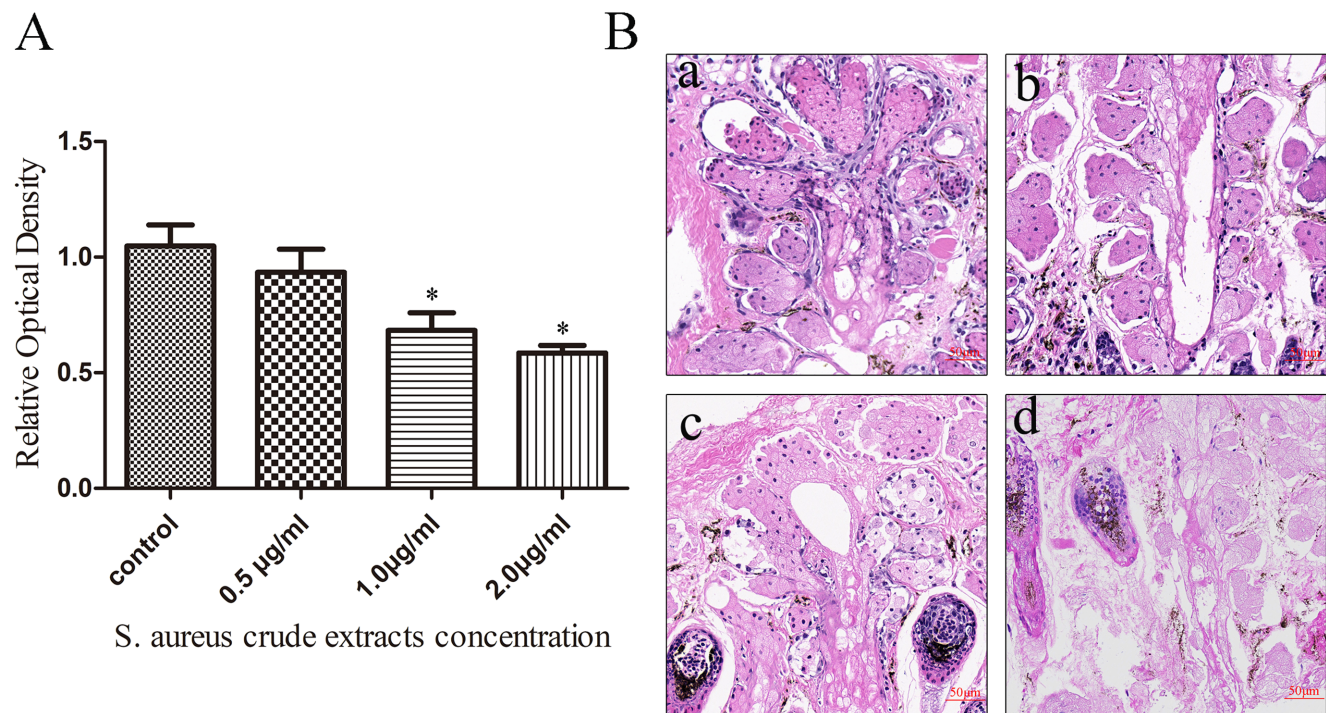 A
B
1.5
1.0
0.5
0.0
Relative Optical Density
*
*
control
0.5 µg/ml
1.0µg/ml
2.0µg/ml
S. aureus crude extracts concentration
a
50µm
b
c
50µm
d
50µm